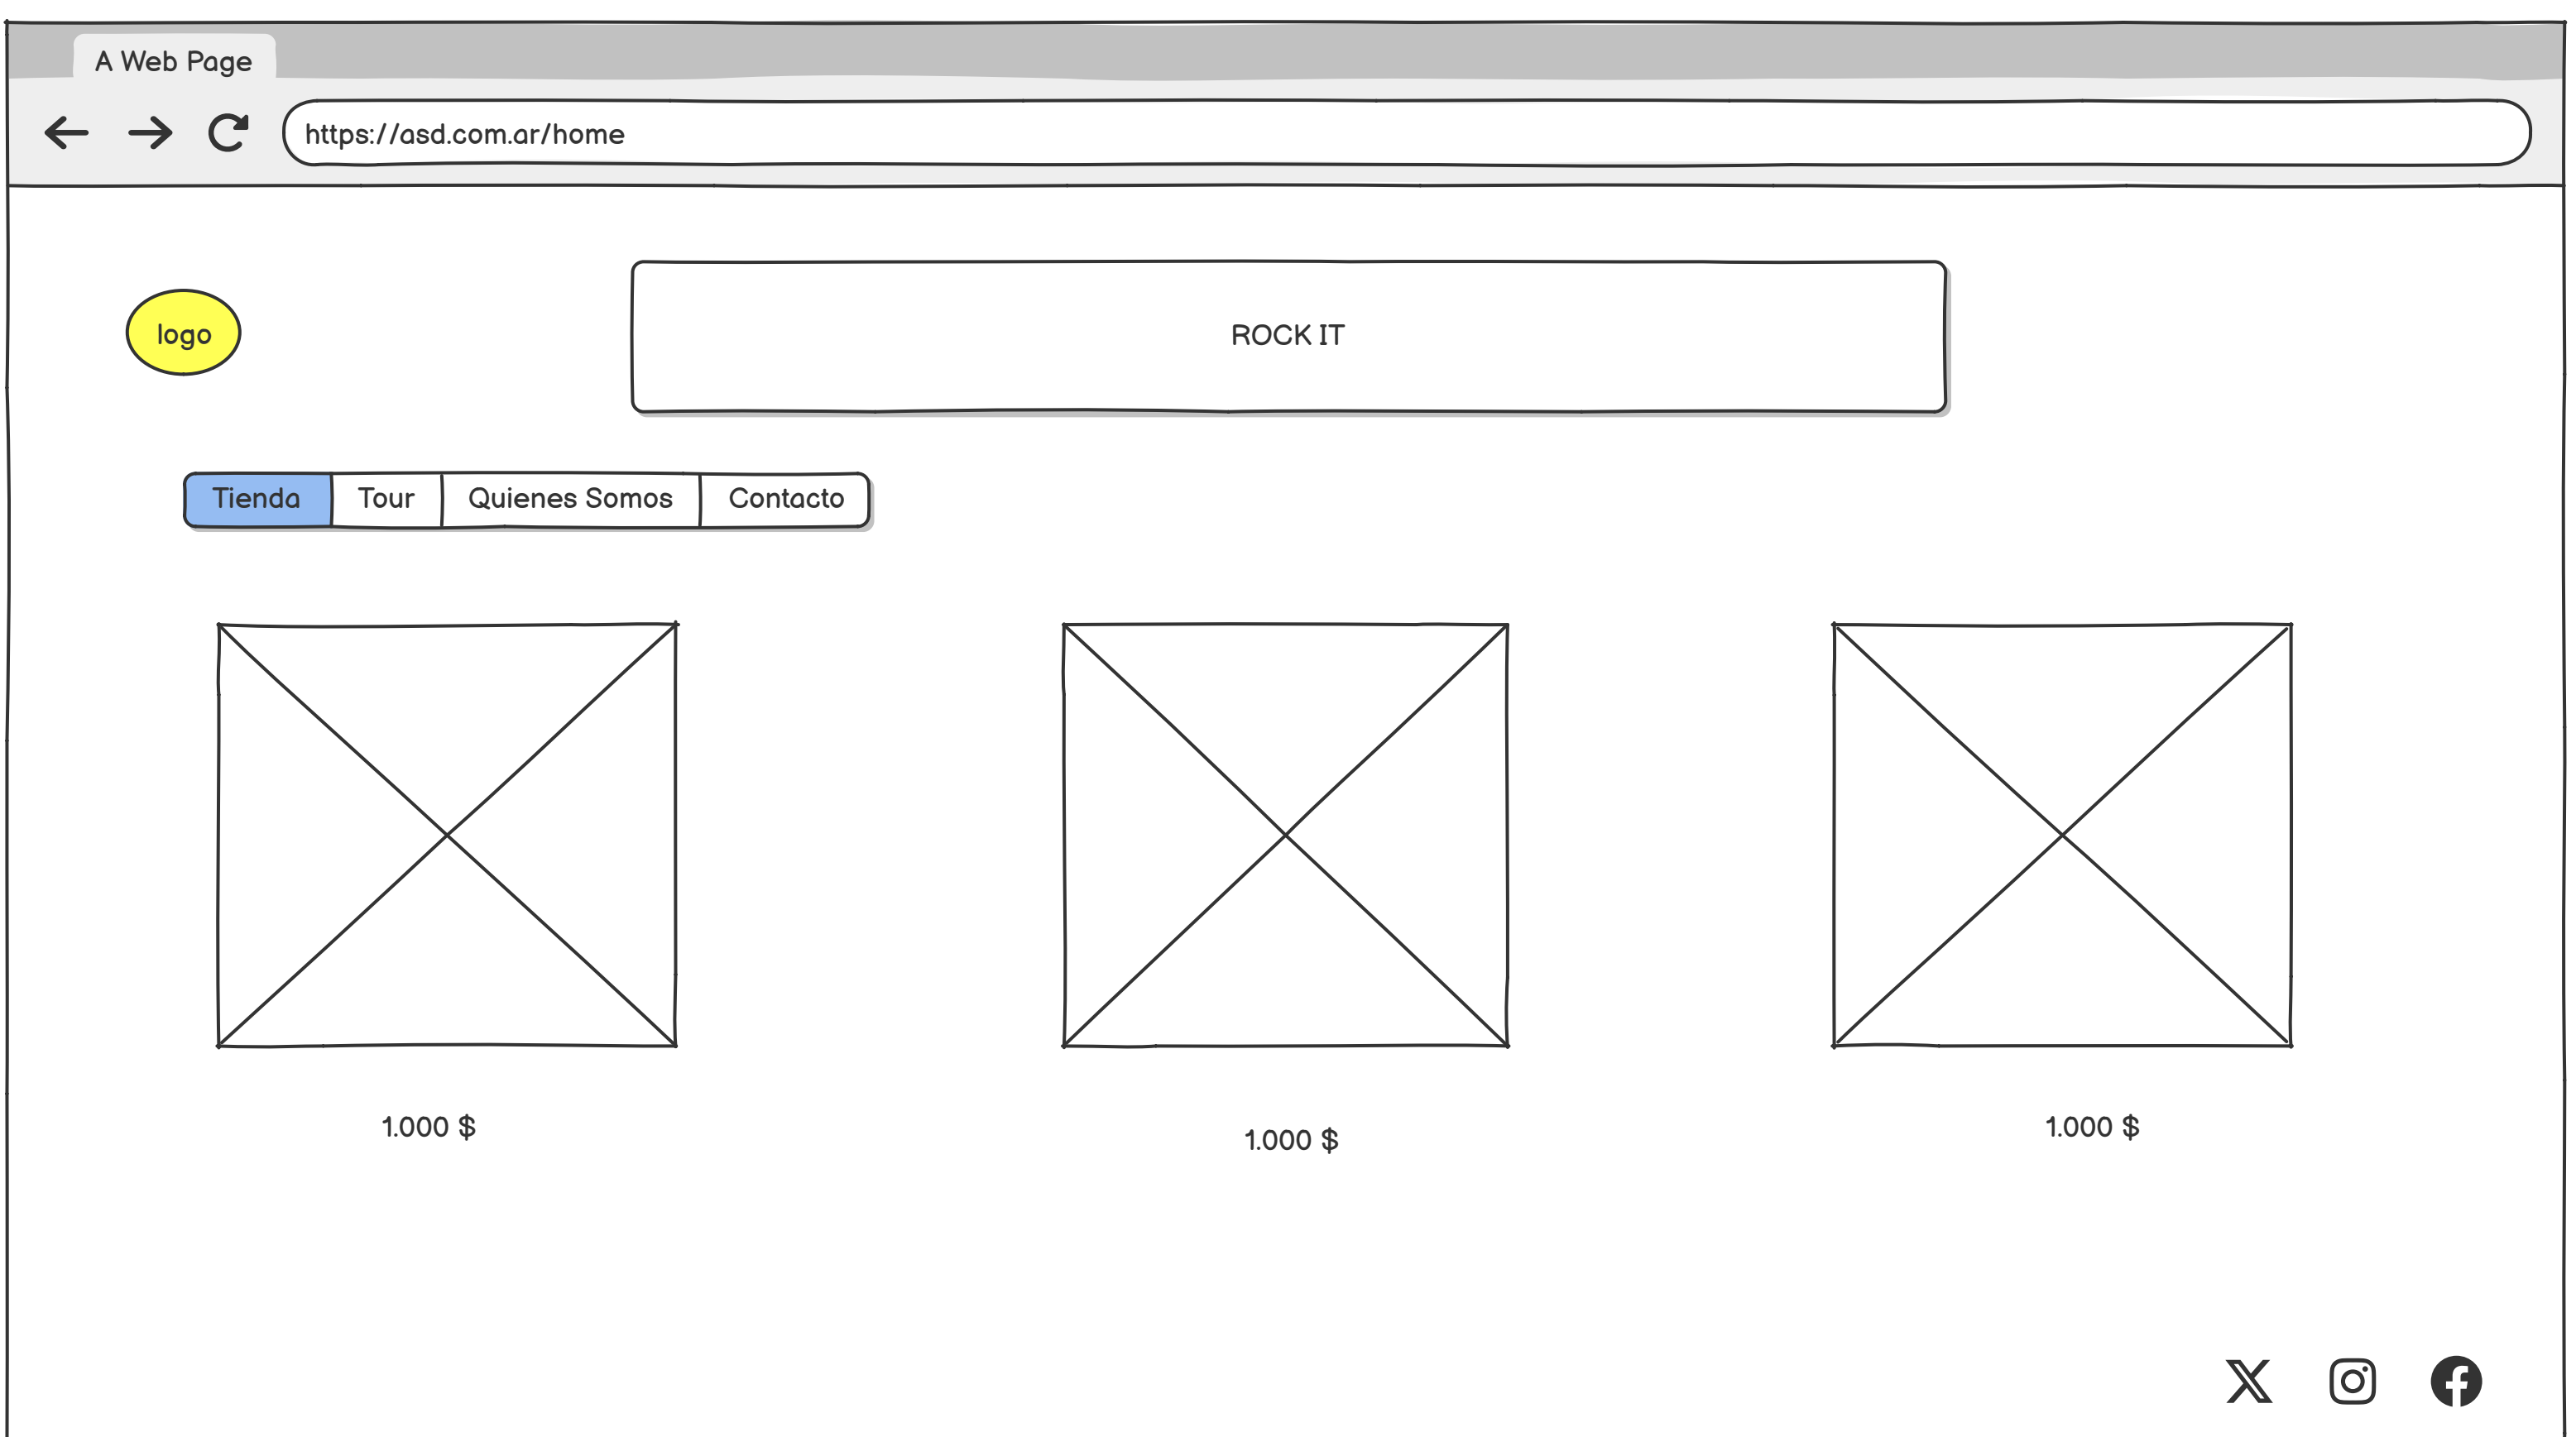 A Web Page
https://asd.com.ar/home
logo
ROCK IT
Tienda Tour Quienes Somos Contacto
1.000 $ 1.000 $ 1.000 $